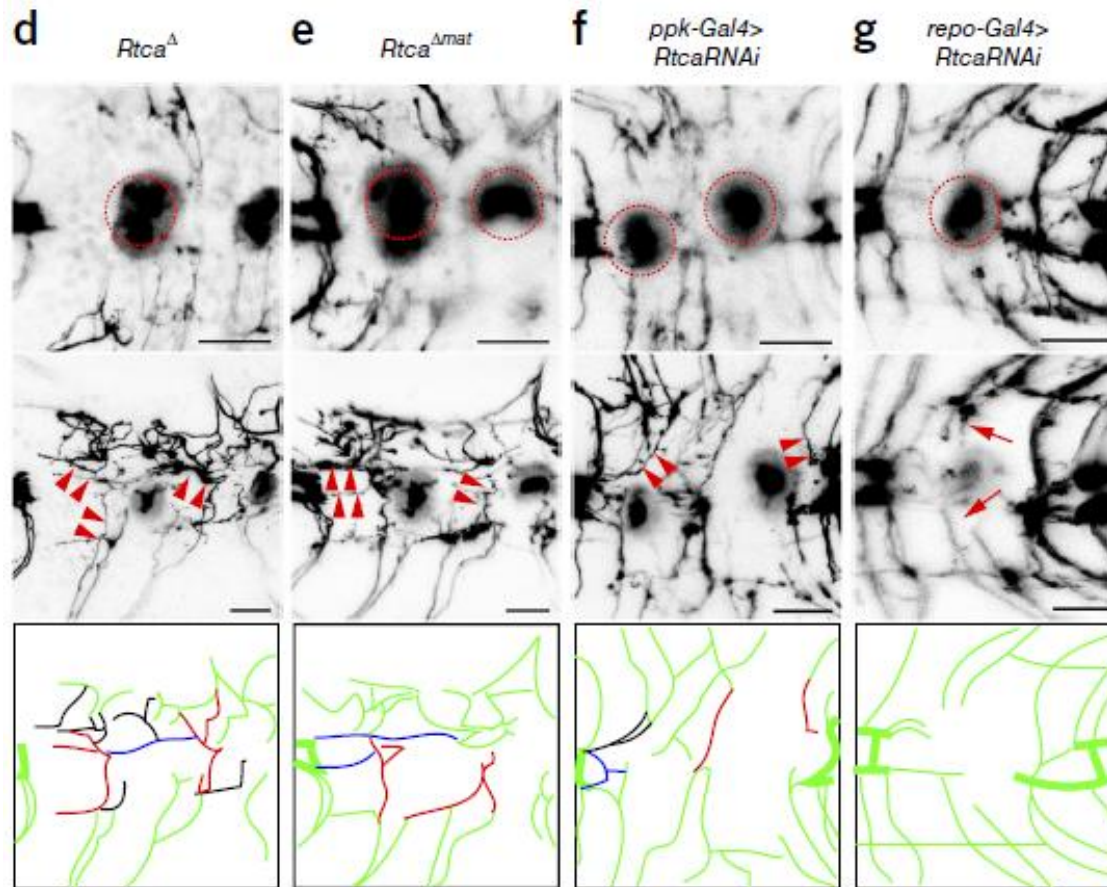 d
Rtca^Δ
e
Rtca^Δmat
f
ppk-Gal4>
RtcaRNAi
g
repo-Gal4>
RtcaRNAi